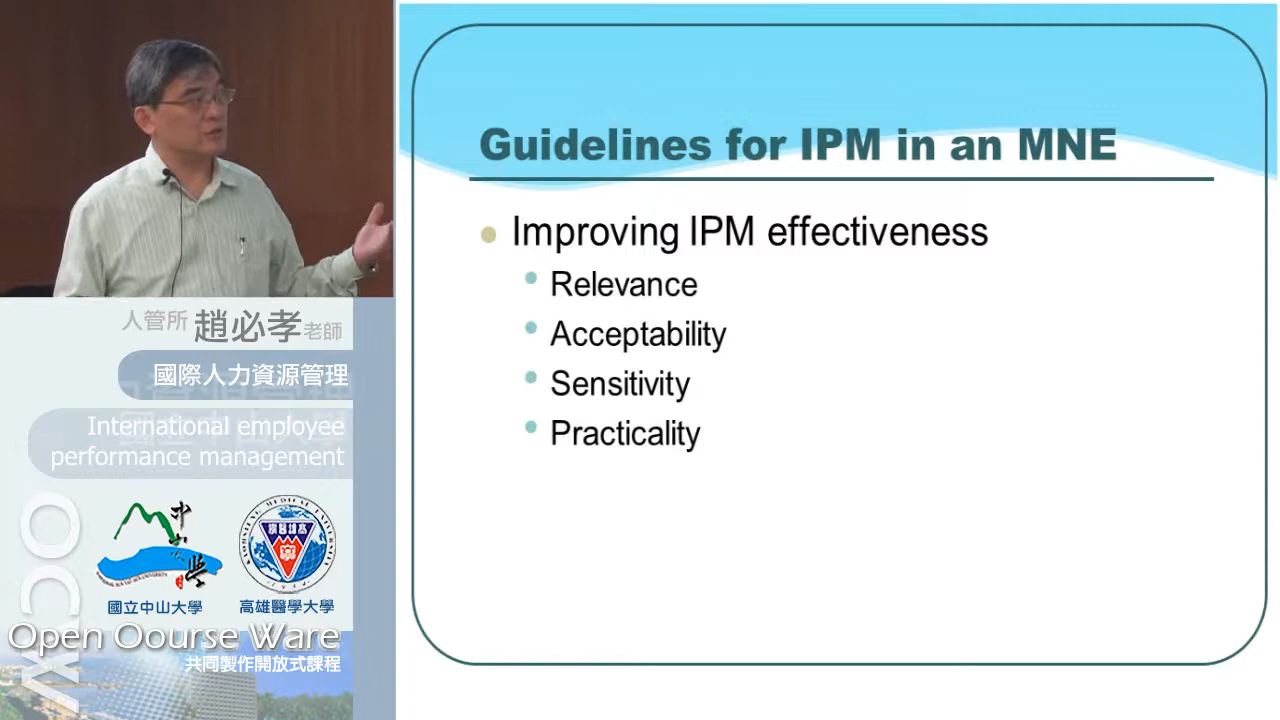 Guidelines for IPM in an MNE
Improving IPM effectiveness
Relevance
Acceptability
Sensitivity
Practicality
人管所 趙必孝 老師
國際人力資源管理
International employee
performance management
OCW
國立中山大學
高雄醫學大學
Open Oourse Ware
共同製作開放式課程